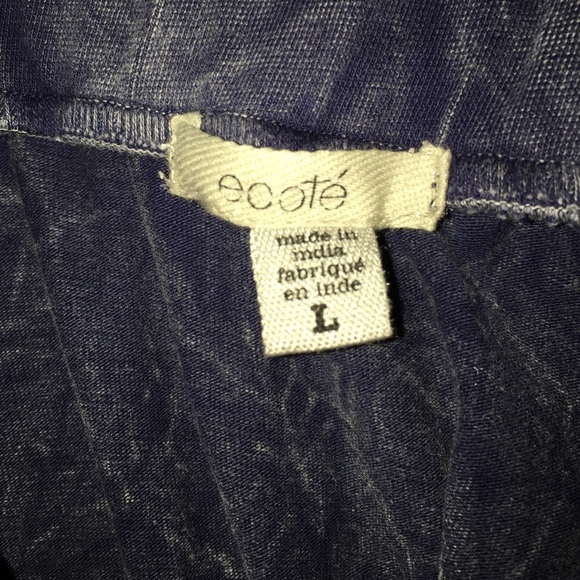 ecoté
made in
india
fabriqué
en inde
L